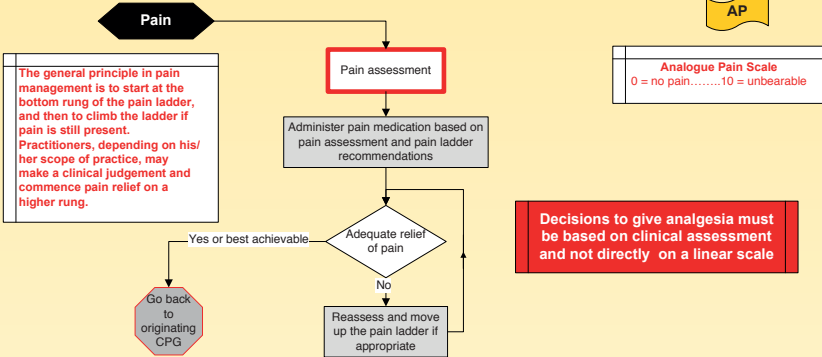 Pain
AP
Pain assessment
The general principle in pain
management is to start at the
bottom rung of the pain ladder,
and then to climb the ladder if
pain is still present.
Practitioners, depending on his/
her scope of practice, may
make a clinical judgement and
commence pain relief on a
higher rung.
Analogue Pain Scale
0 = no pain……..10 = unbearable
Administer pain medication based on
pain assessment and pain ladder
recommendations
Decisions to give analgesia must
be based on clinical assessment
and not directly on a linear scale
Adequate relief
of pain
Yes or best achievable
No
Go back
to
originating
CPG
Reassess and move
up the pain ladder if
appropriate